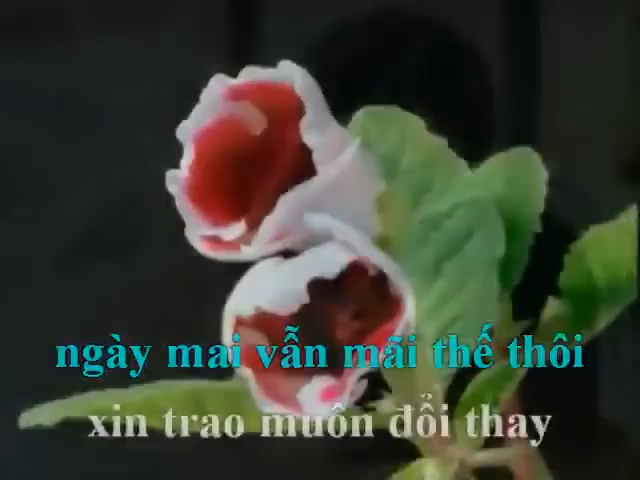 ngày mai vẫn mãi thế thôi
xin trao muôn đổi thay